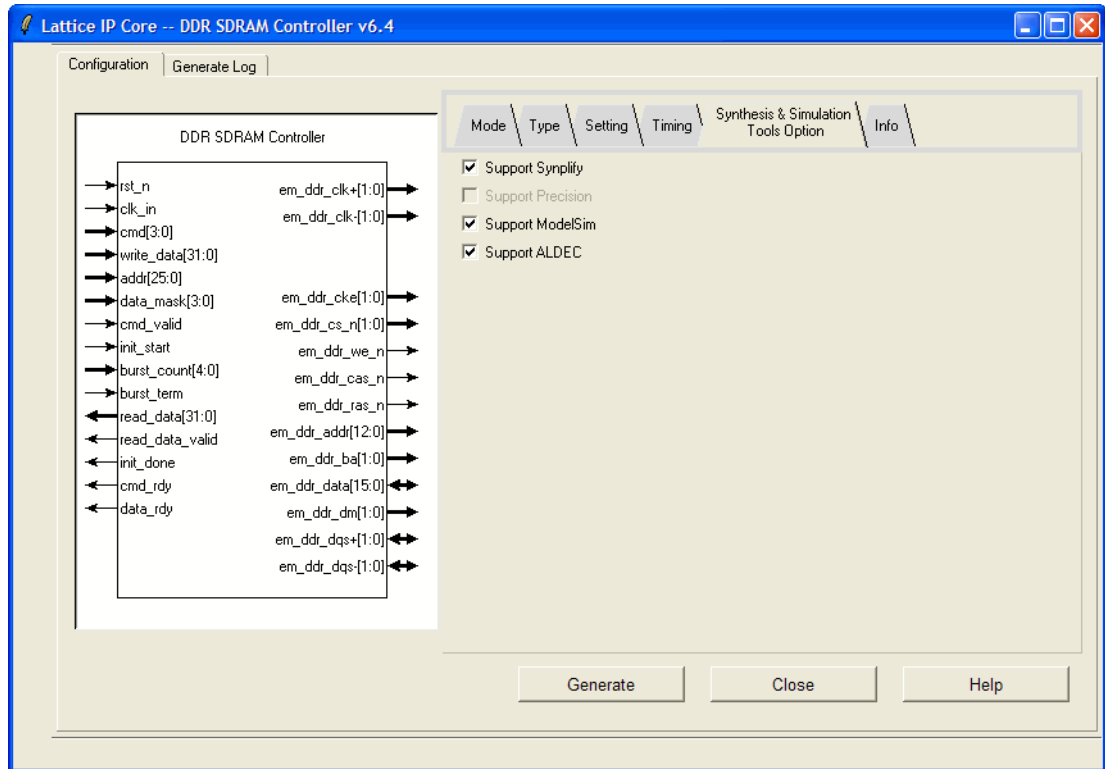 Lattice IP Core -- DDR SDRAM Controller v6.4
Configuration
Generate Log
DDR SDRAM Controller
rst_n
clk_in
cmd[3:0]
write_data[31:0]
addr[25:0]
data_mask[3:0]
cmd_valid
init_start
burst_count[4:0]
burst_term
read_data[31:0]
read_data_valid
init_done
cmd_rdy
data_rdy
em_ddr_clk+[1:0]
em_ddr_clk-[1:0]
em_ddr_cke[1:0]
em_ddr_cs_n[1:0]
em_ddr_we_n
em_ddr_cas_n
em_ddr_ras_n
em_ddr_addr[12:0]
em_ddr_ba[1:0]
em_ddr_data[15:0]
em_ddr_dm[1:0]
em_ddr_dqs+[1:0]
em_ddr_dqs-[1:0]
Mode
Type
Setting
Timing
Synthesis & Simulation
Tools Option
Info
Support Synplify
Support Precision
Support ModelSim
Support ALDEC
Generate
Close
Help